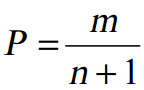 P = m / (n + 1)